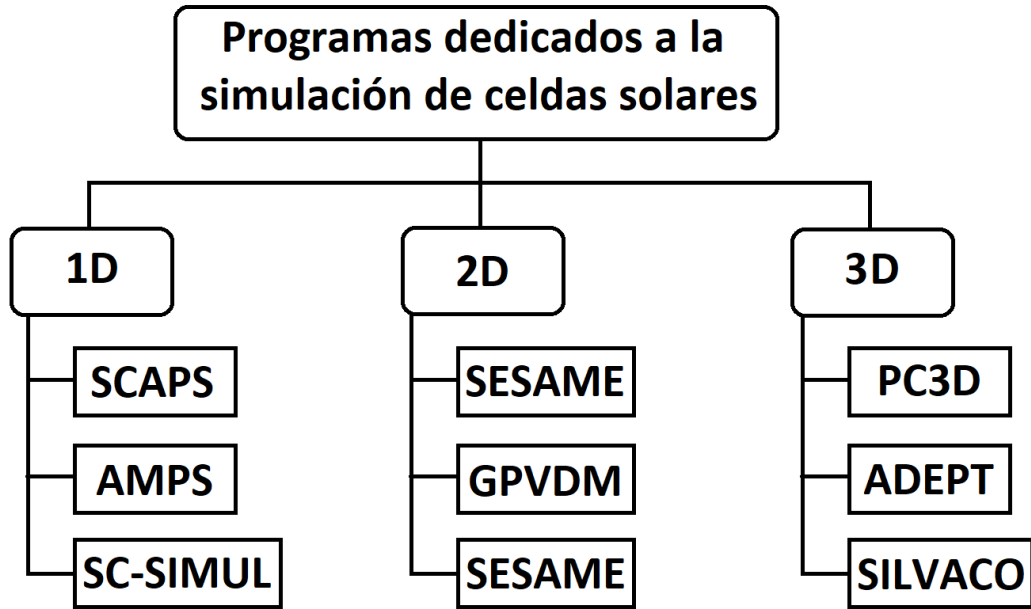 Programas dedicados a la
simulación de celdas solares
1D
2D
3D
SCAPS
SESAME
PC3D
AMPS
GPVDM
ADEPT
SC-SIMUL
SESAME
SILVACO